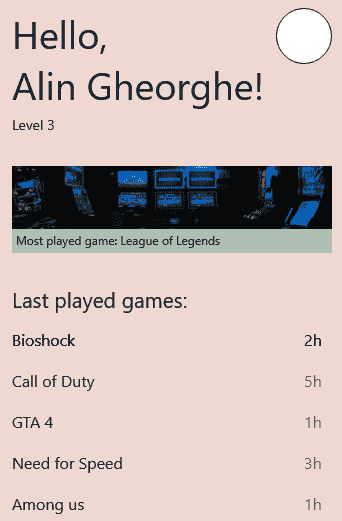 Hello,
Alin Gheorghe!
Level 3
Most played game: League of Legends
Last played games:
Bioshock 2h
Call of Duty 5h
GTA 4 1h
Need for Speed 3h
Among us 1h